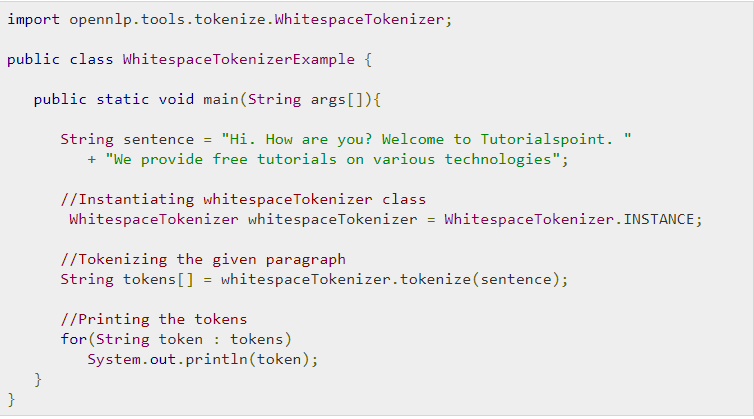 import opennlp.tools.tokenize.WhitespaceTokenizer;
public class WhitespaceTokenizerExample {
public static void main(String args[]){
String sentence = "Hi. How are you? Welcome to Tutorialspoint. "
+ "We provide free tutorials on various technologies";
//Instantiating whitespaceTokenizer class
WhitespaceTokenizer whitespaceTokenizer = WhitespaceTokenizer.INSTANCE;
//Tokenizing the given paragraph
String tokens[] = whitespaceTokenizer.tokenize(sentence);
//Printing the tokens
for(String token : tokens)
System.out.println(token);
}
}